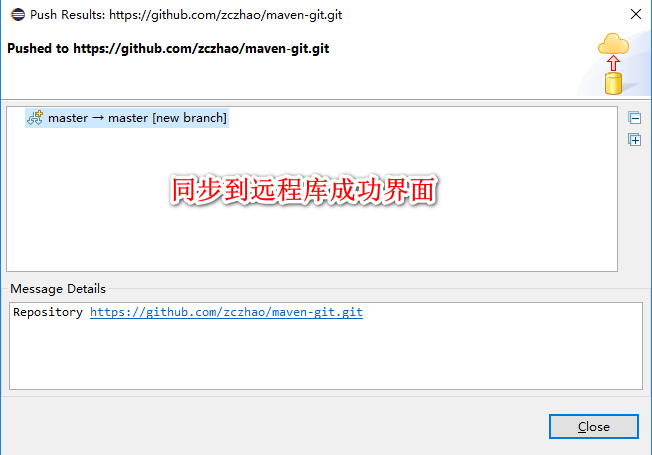 Push Results: https://github.com/zczhao/maven-git.git
Pushed to https://github.com/zczhao/maven-git.git
master → master [new branch]
同步到远程库成功界面
Message Details
Repository https://github.com/zczhao/maven-git.git
Close